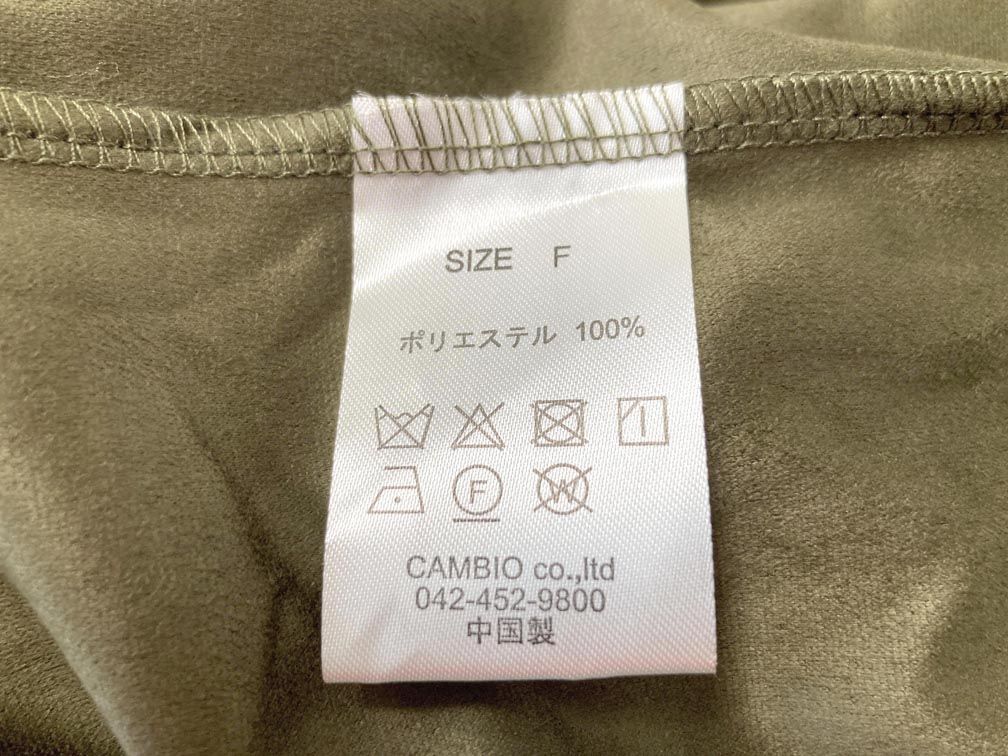 SIZE F
ポリエステル 100%
F W
CAMBIO co.,ltd
042-452-9800
中国製